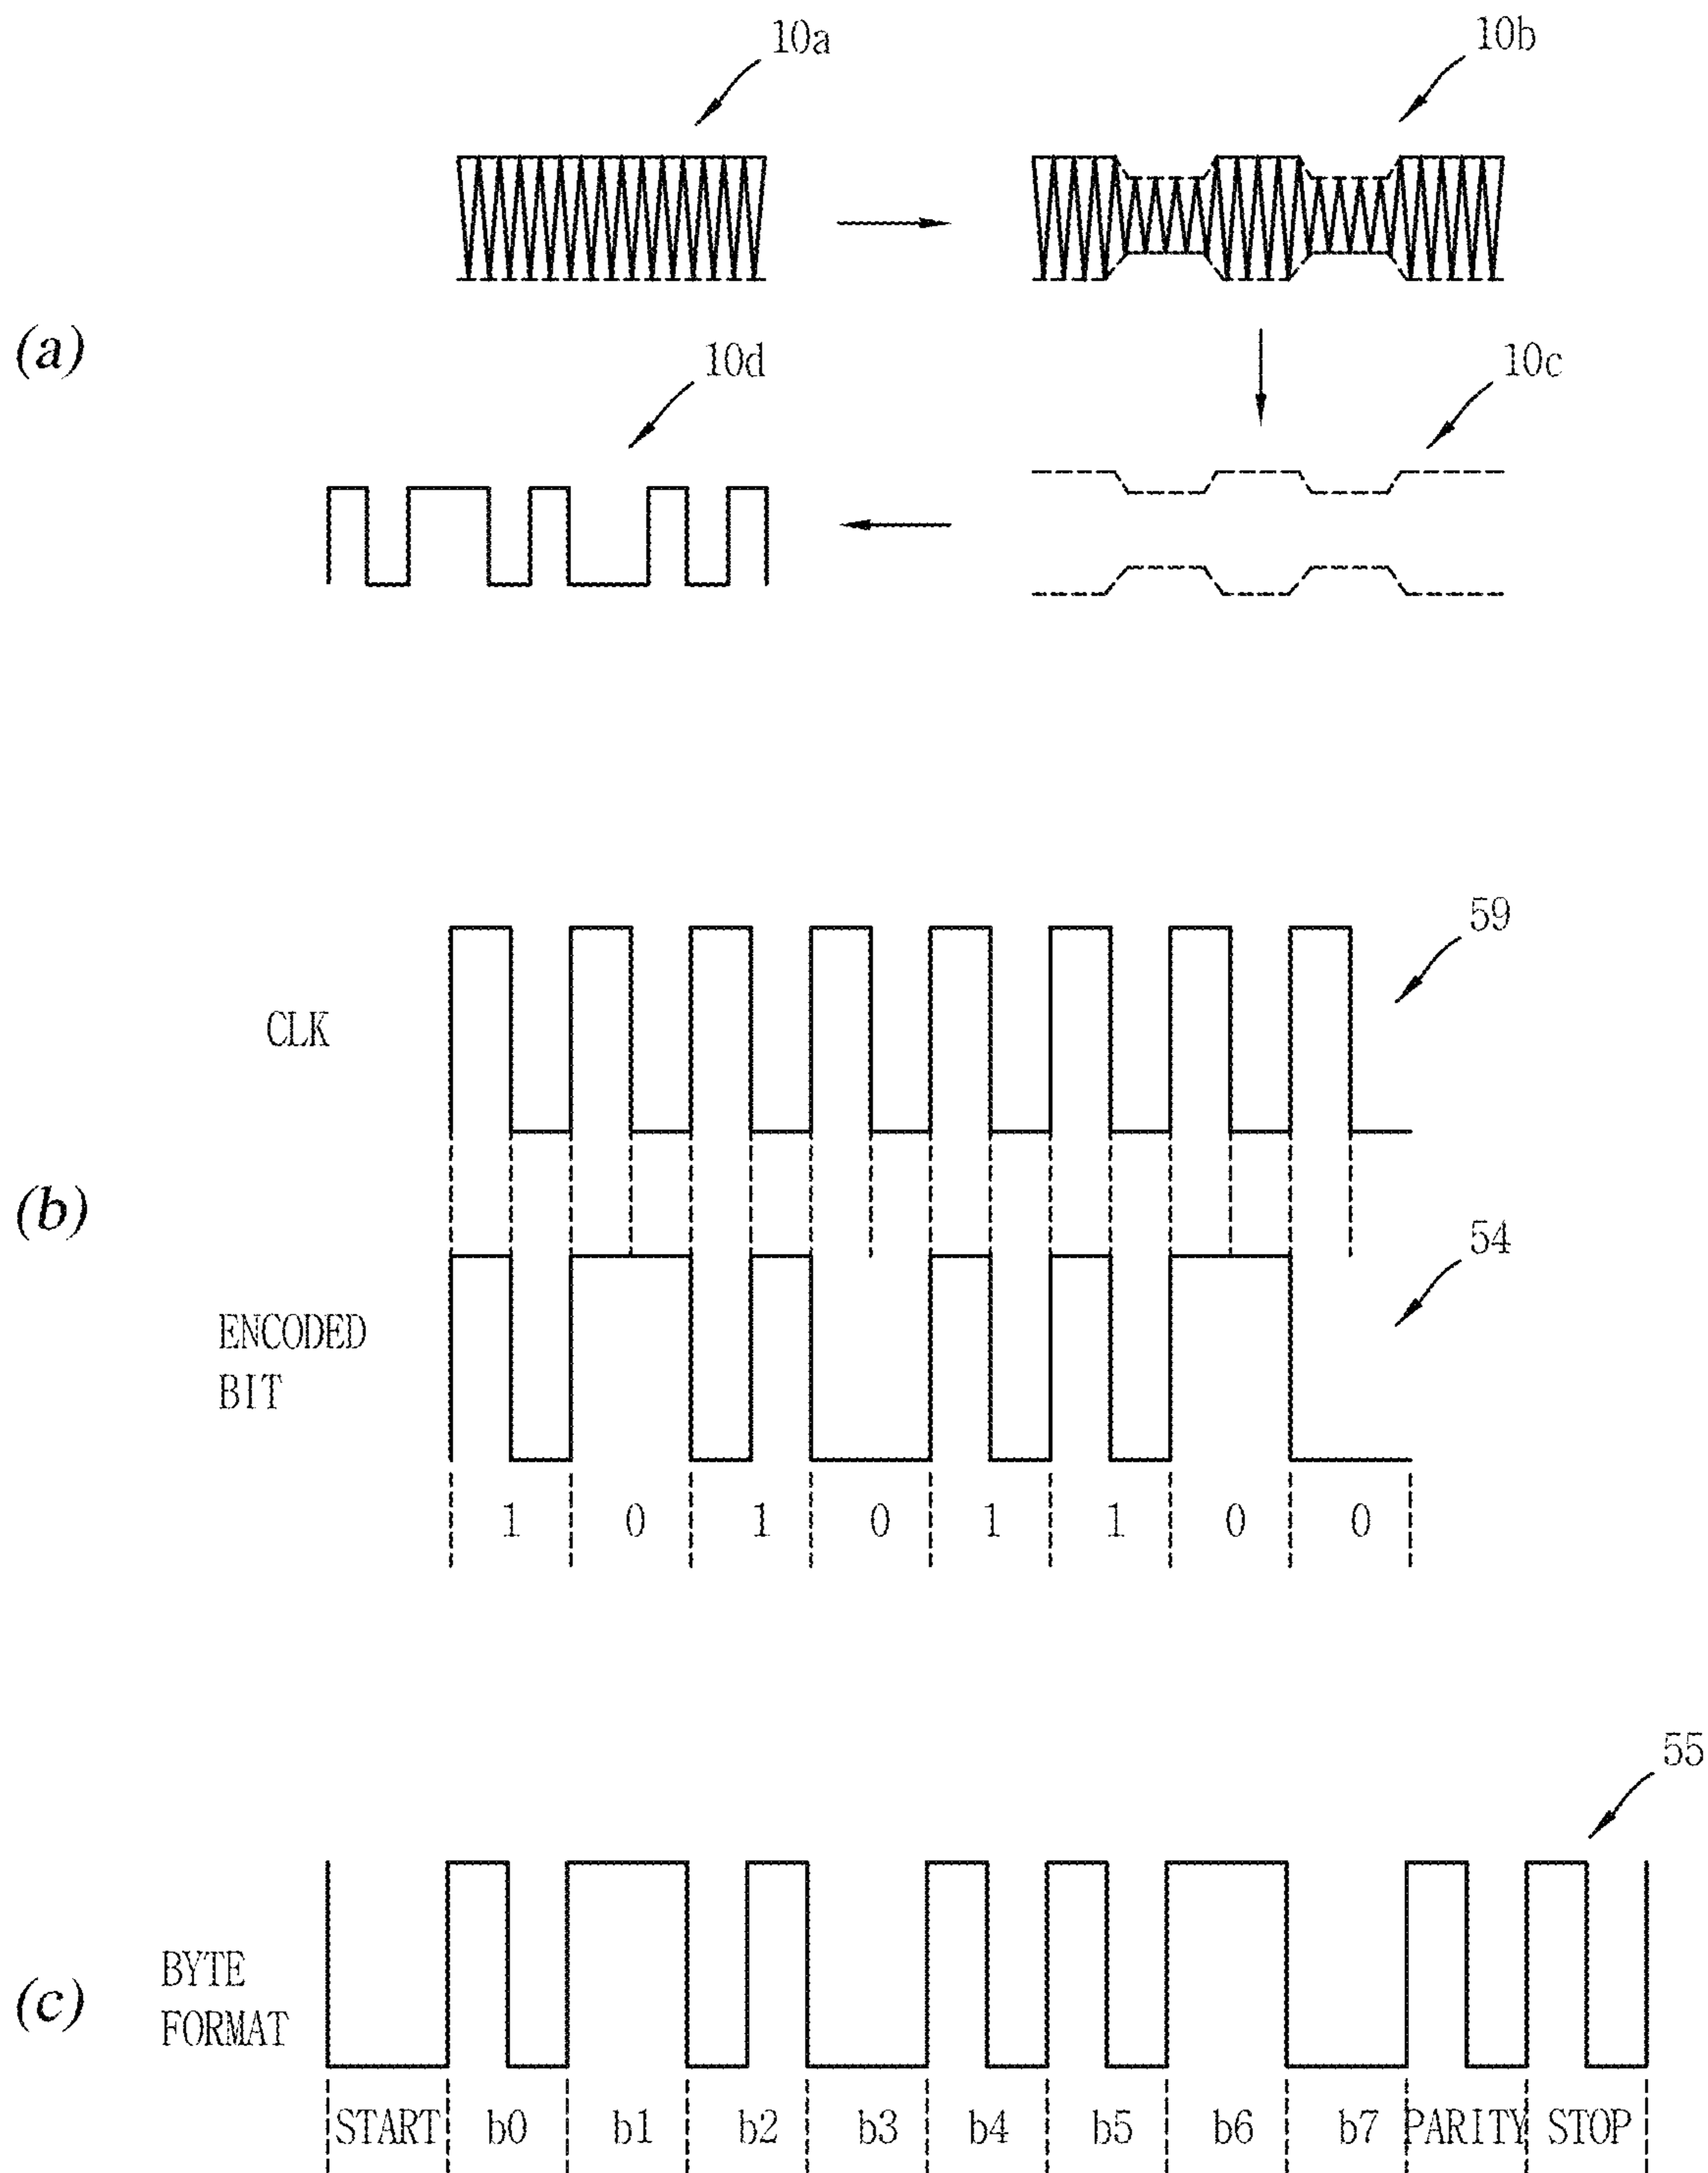 10a
10b
(a)
10d
10c
59
CLK
(b)
54
ENCODED
BIT
1 0 1 0 1 1 0 0
55
BYTE
FORMAT
(c)
START b0 b1 b2 b3 b4 b5 b6 b7 PARITY STOP